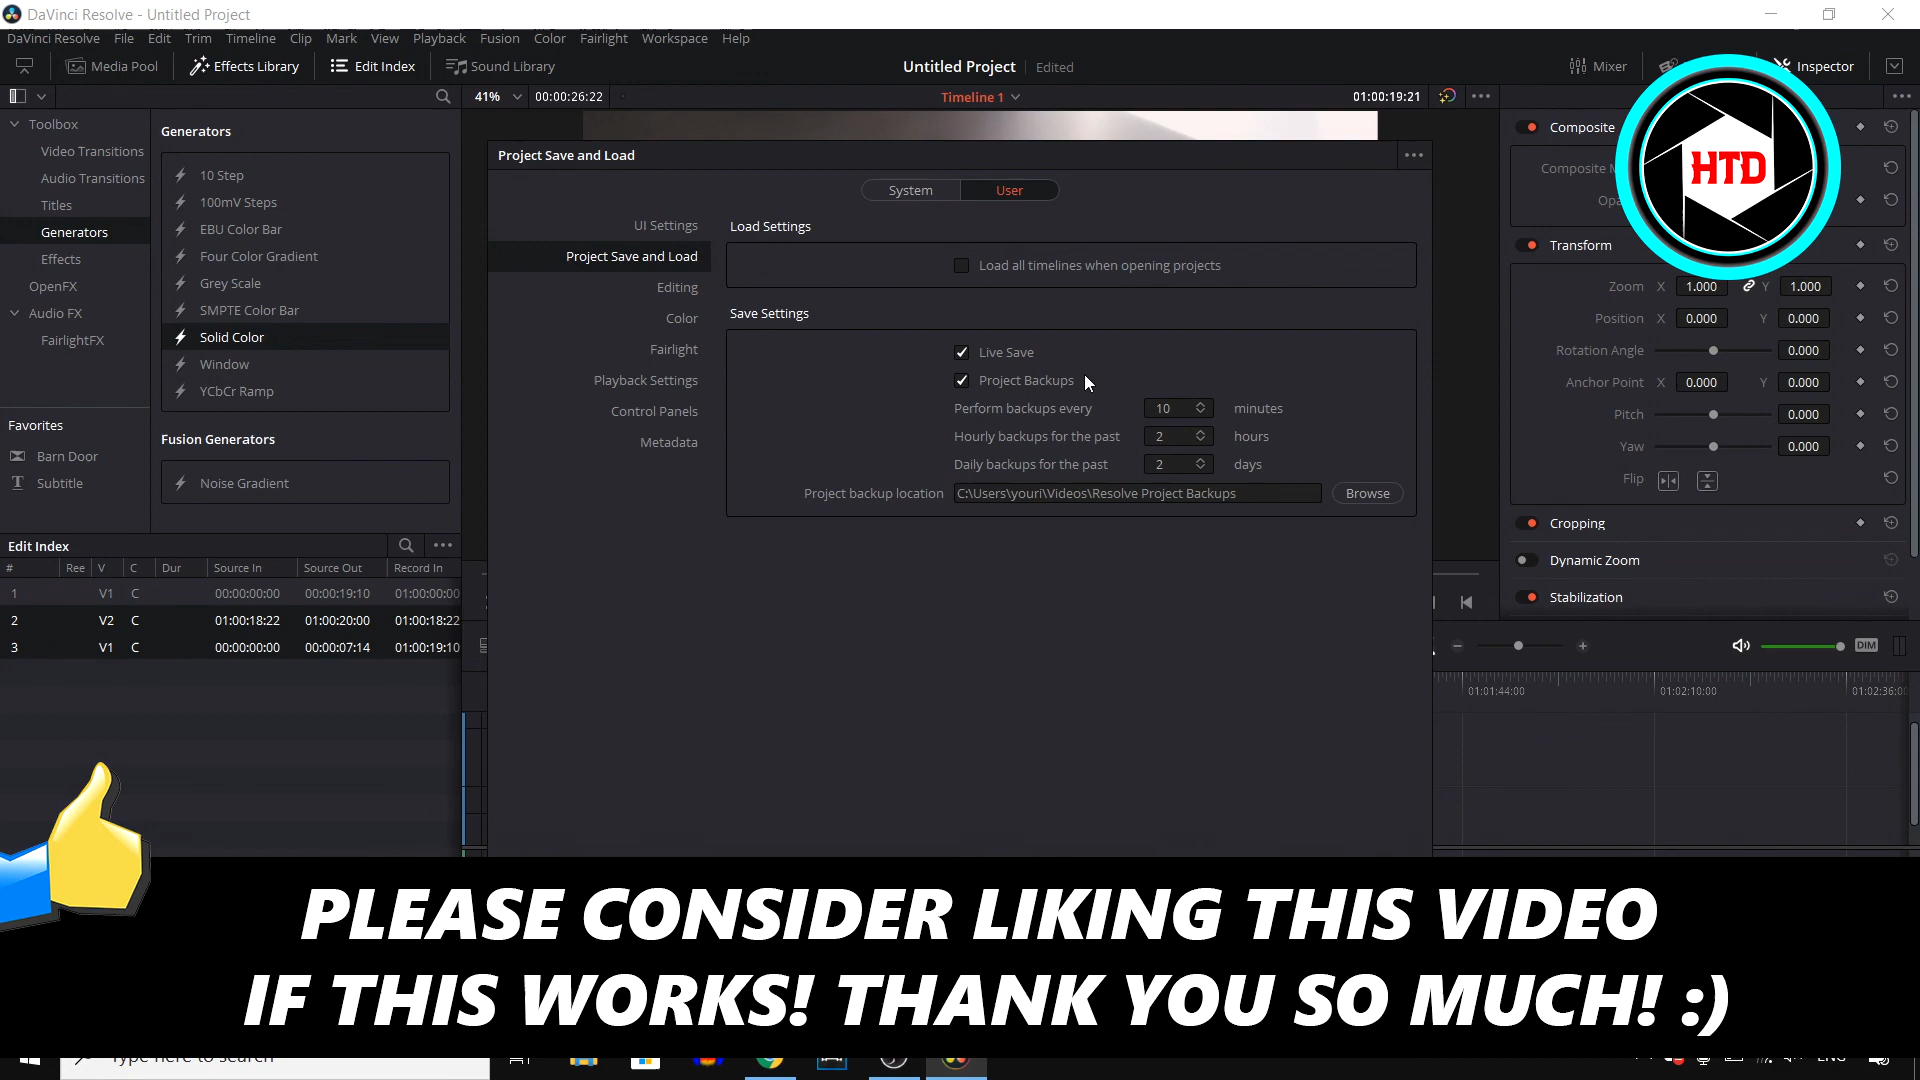 DaVinci Resolve - Untitled Project
DaVinci Resolve File Edit Trim Timeline Clip Mark View Playback Fusion Color Fairlight Workspace Help
Media Pool Effects Library Edit Index Sound Library Untitled Project Edited Mixer Inspector
41% 00:00:26:22 Timeline 1 01:00:19:21
Toolbox
Video Transitions
Audio Transitions
Titles
Generators
Effects
OpenFX
Audio FX
FairlightFX
Favorites
Barn Door
Subtitle
Generators
10 Step
100mV Steps
EBU Color Bar
Four Color Gradient
Grey Scale
SMPTE Color Bar
Solid Color
Window
YCbCr Ramp
Fusion Generators
Noise Gradient
Edit Index
# Ree V C Dur Source In Source Out Record In
1 V1 C 00:00:00:00 00:00:19:10 01:00:00:00
2 V2 C 01:00:18:22 01:00:20:00 01:00:18:22
3 V1 C 00:00:00:00 00:00:07:14 01:00:19:10
Project Save and Load
System User
UI Settings
Project Save and Load
Editing
Color
Fairlight
Playback Settings
Control Panels
Metadata
Load Settings
Load all timelines when opening projects
Save Settings
Live Save
Project Backups
Perform backups every 10 minutes
Hourly backups for the past 2 hours
Daily backups for the past 2 days
Project backup location C:\Users\youri\Videos\Resolve Project Backups Browse
Composite
Composite M
Opa
HTD
Transform
Zoom X 1.000 Y 1.000
Position X 0.000 Y 0.000
Rotation Angle 0.000
Anchor Point X 0.000 Y 0.000
Pitch 0.000
Yaw 0.000
Flip
Cropping
Dynamic Zoom
Stabilization
DIM
01:01:44:00 01:02:10:00 01:02:36:00
PLEASE CONSIDER LIKING THIS VIDEO
IF THIS WORKS! THANK YOU SO MUCH! :)
Type here to search
ENG